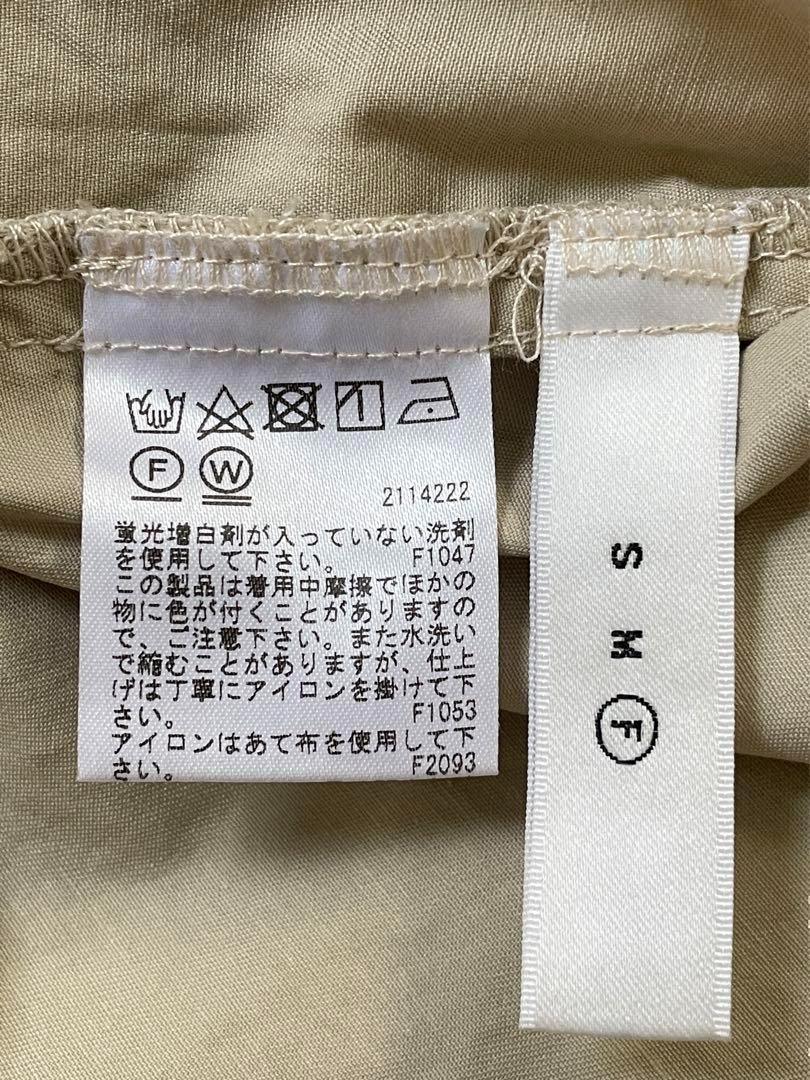 F W
2114222
蛍光増白剤が入っていない洗剤
を使用して下さい。 F1047
この製品は着用中摩擦でほかの
物に色が付くことがありますの
で、ご注意下さい。また水洗い
で縮むことがありますが、仕上
げは丁寧にアイロンを掛けて下
さい。 F1053
アイロンはあて布を使用して下
さい。 F2093
S M F